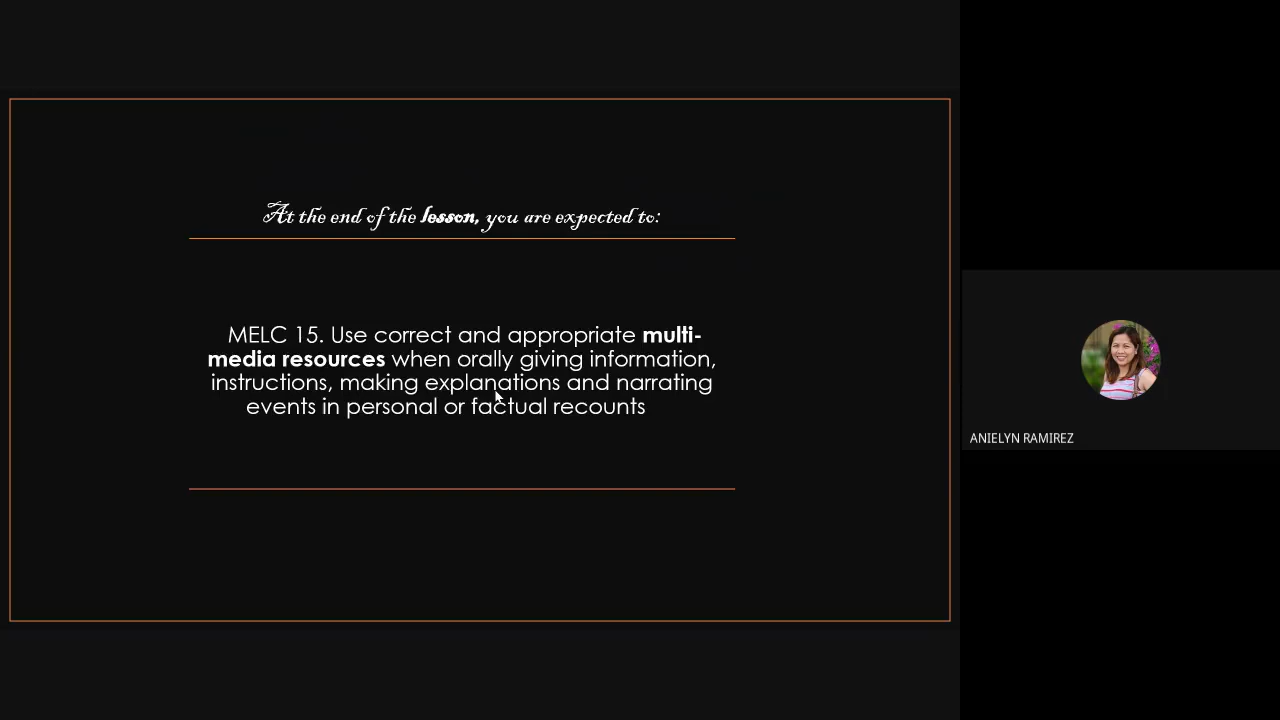 At the end of the lesson, you are expected to:
MELC 15. Use correct and appropriate multi-
media resources when orally giving information,
instructions, making explanations and narrating
events in personal or factual recounts
ANIELYN RAMIREZ